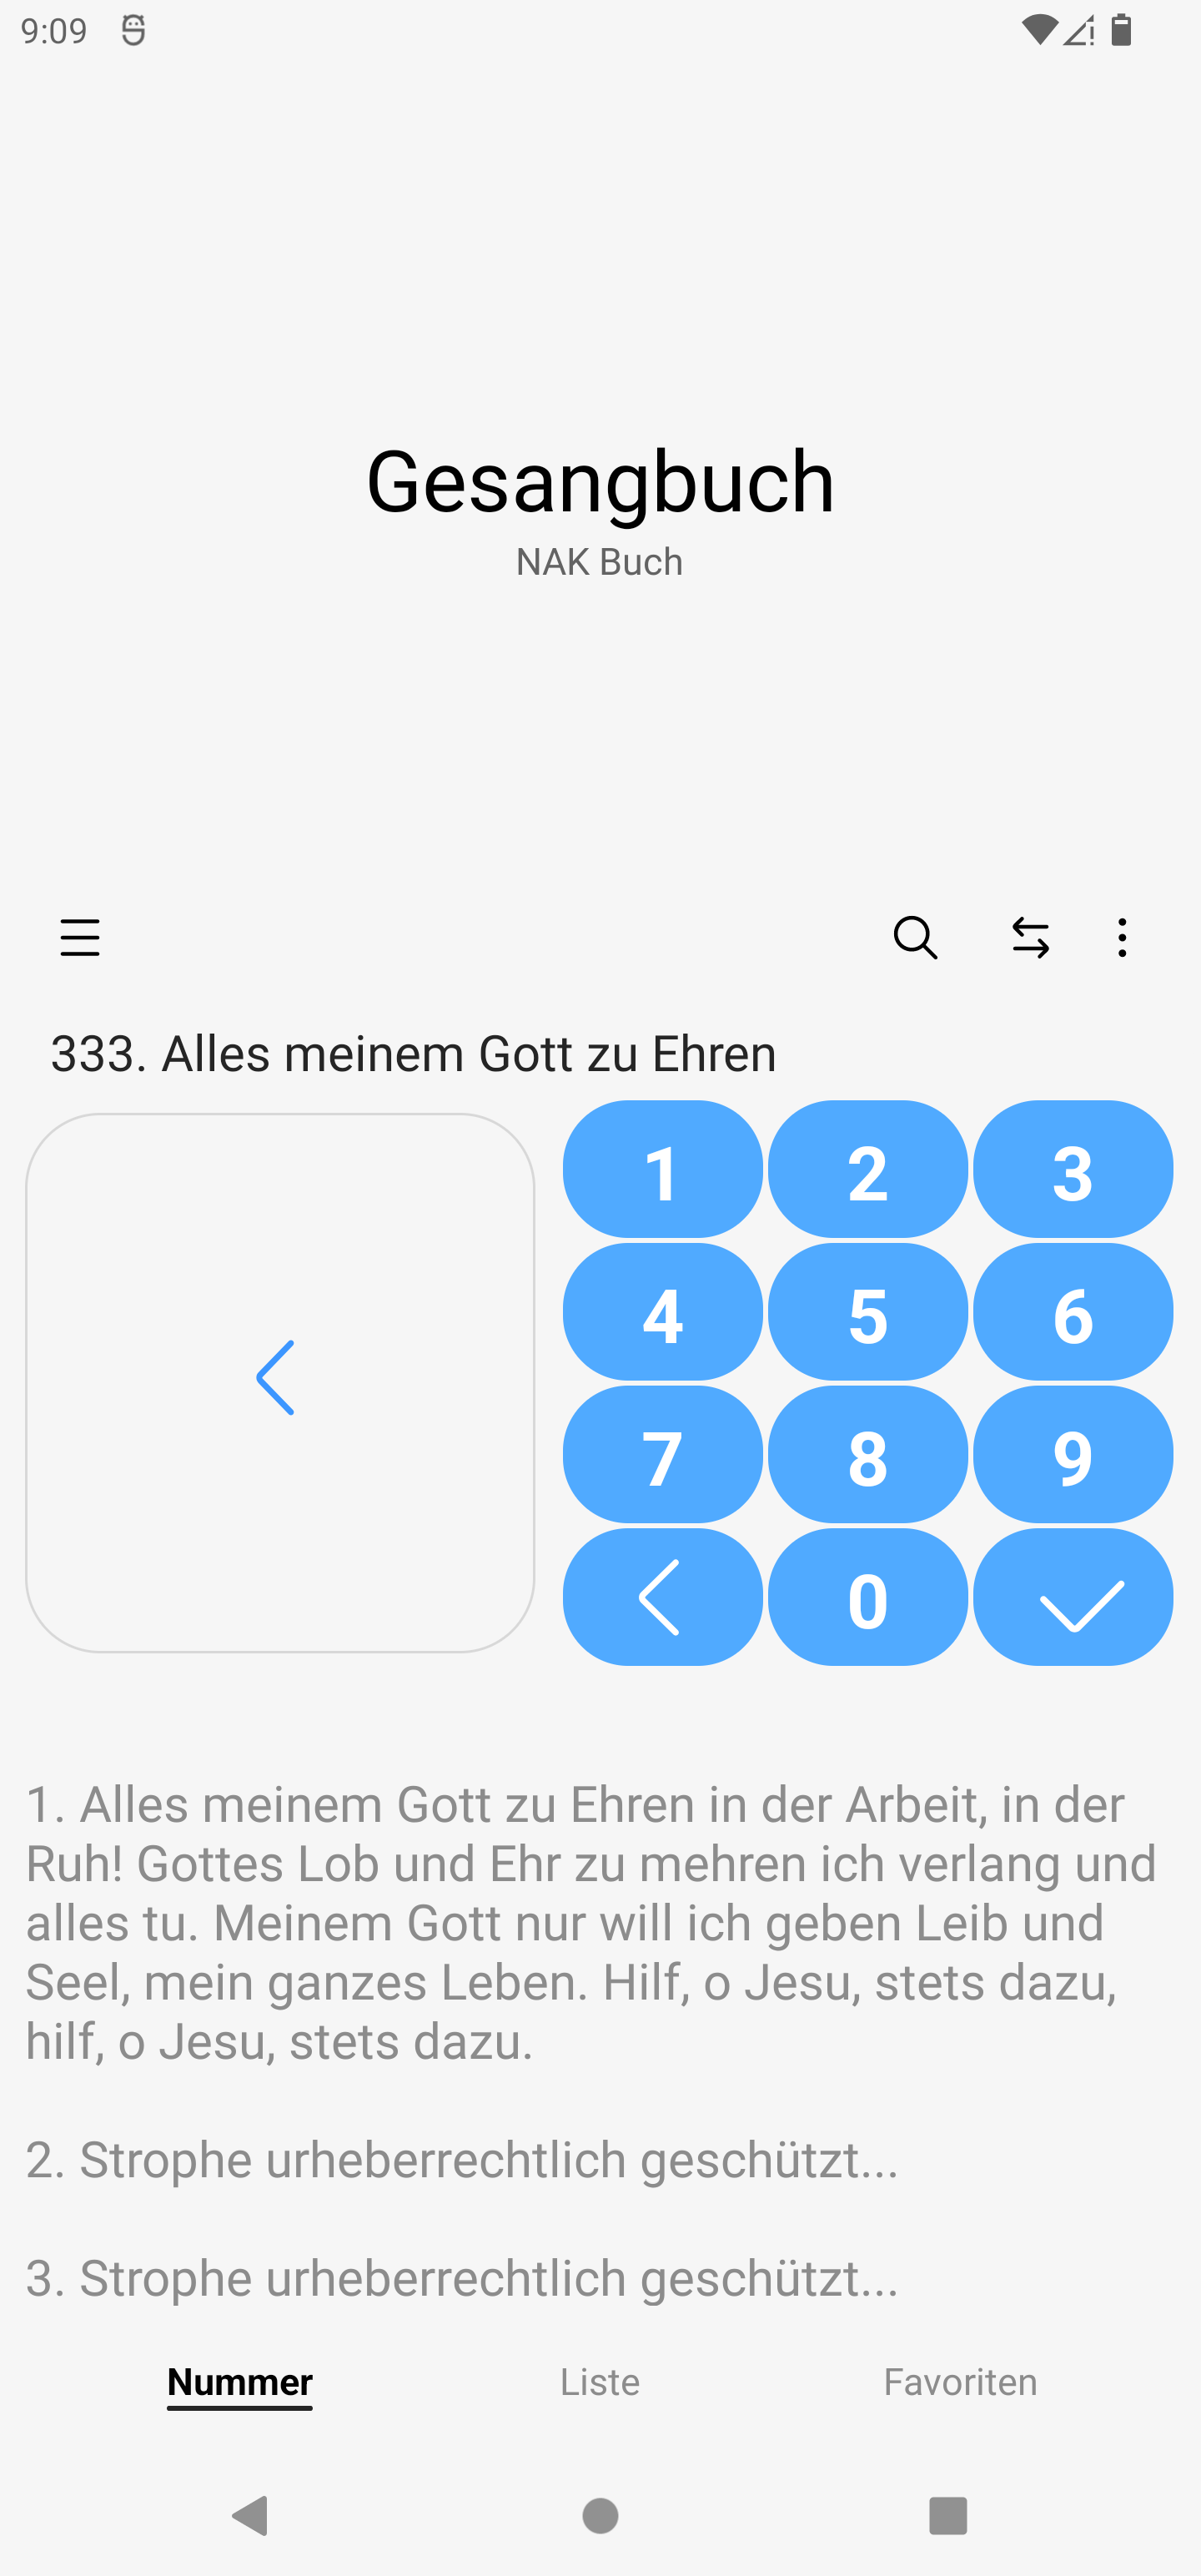 9:09
Gesangbuch
NAK Buch
333. Alles meinem Gott zu Ehren
1 2 3
4 5 6
7 8 9
0
1. Alles meinem Gott zu Ehren in der Arbeit, in der
Ruh! Gottes Lob und Ehr zu mehren ich verlang und
alles tu. Meinem Gott nur will ich geben Leib und
Seel, mein ganzes Leben. Hilf, o Jesu, stets dazu,
hilf, o Jesu, stets dazu.
2. Strophe urheberrechtlich geschützt...
3. Strophe urheberrechtlich geschützt...
Nummer Liste Favoriten